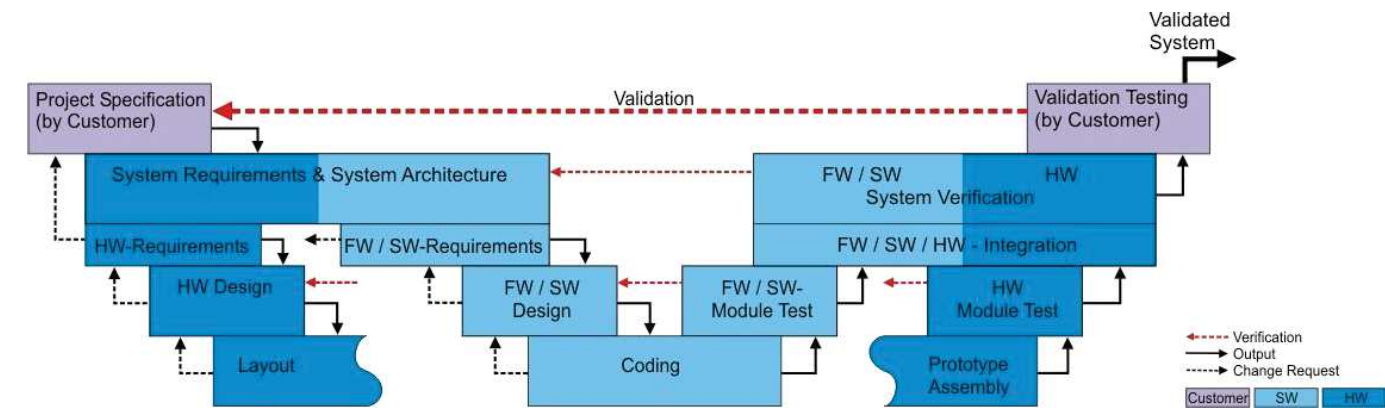 Validated
System
Project Specification
(by Customer)
Validation
Validation Testing
(by Customer)
System Requirements & System Architecture
FW / SW
HW
System Verification
HW-Requirements
FW / SW-Requirements
FW / SW / HW - Integration
HW Design
FW / SW
Design
FW / SW-
Module Test
HW
Module Test
Layout
Coding
Prototype
Assembly
Verification
Output
Change Request
Customer
SW
HW